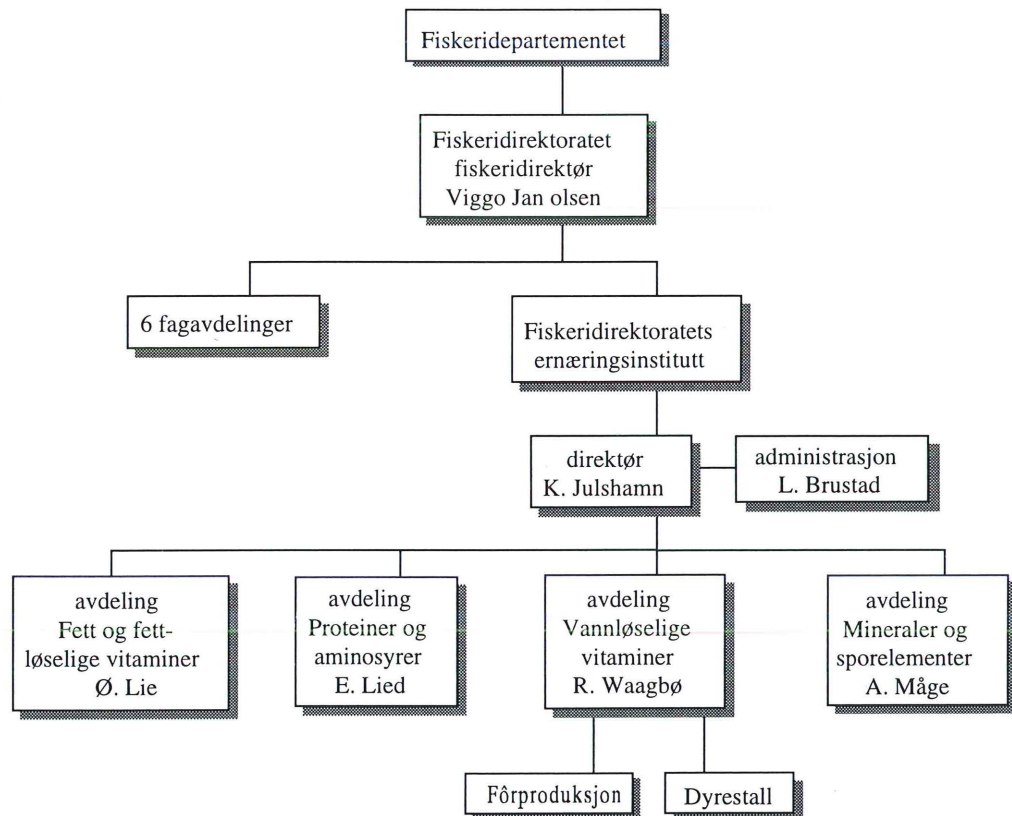 Fiskeridepartementet
Fiskeridirektoratet
fiskeridirektør
Viggo Jan olsen
6 fagavdelinger
Fiskeridirektoratets
ernæringsinstitutt
direktør
K. Julshamn
administrasjon
L. Brustad
avdeling
Fett og fett-
løselige vitaminer
Ø. Lie
avdeling
Proteiner og
aminosyrer
E. Lied
avdeling
Vannløselige
vitaminer
R. Waagbø
avdeling
Mineraler og
sporelementer
A. Måge
Fôrproduksjon
Dyrestall